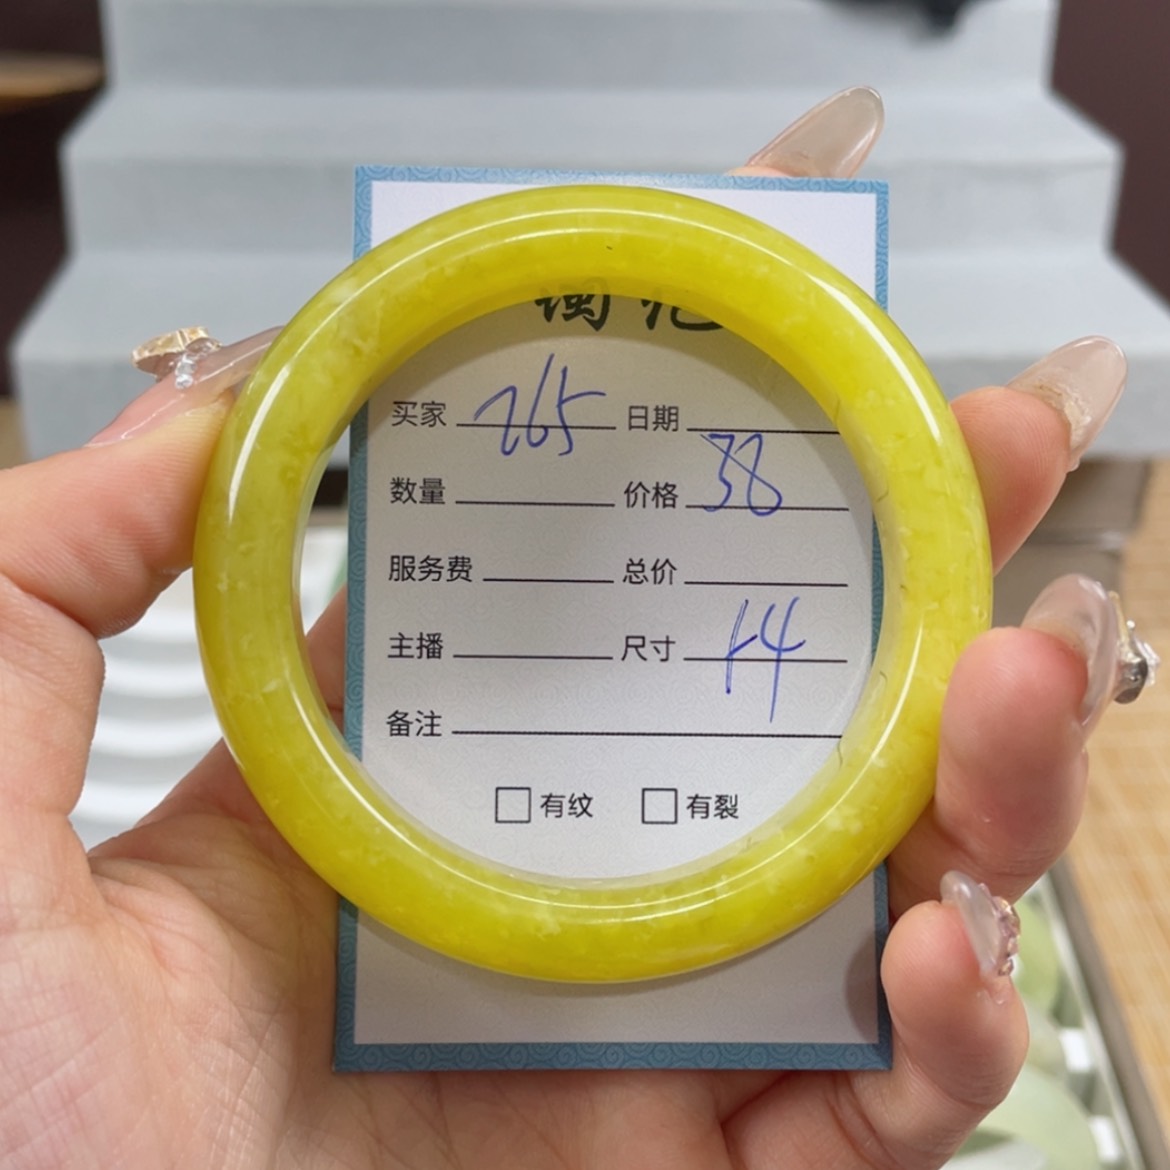 买家 265 日期
数量 价格 38
服务费 总价
主播 尺寸
备注
□有纹 □有裂